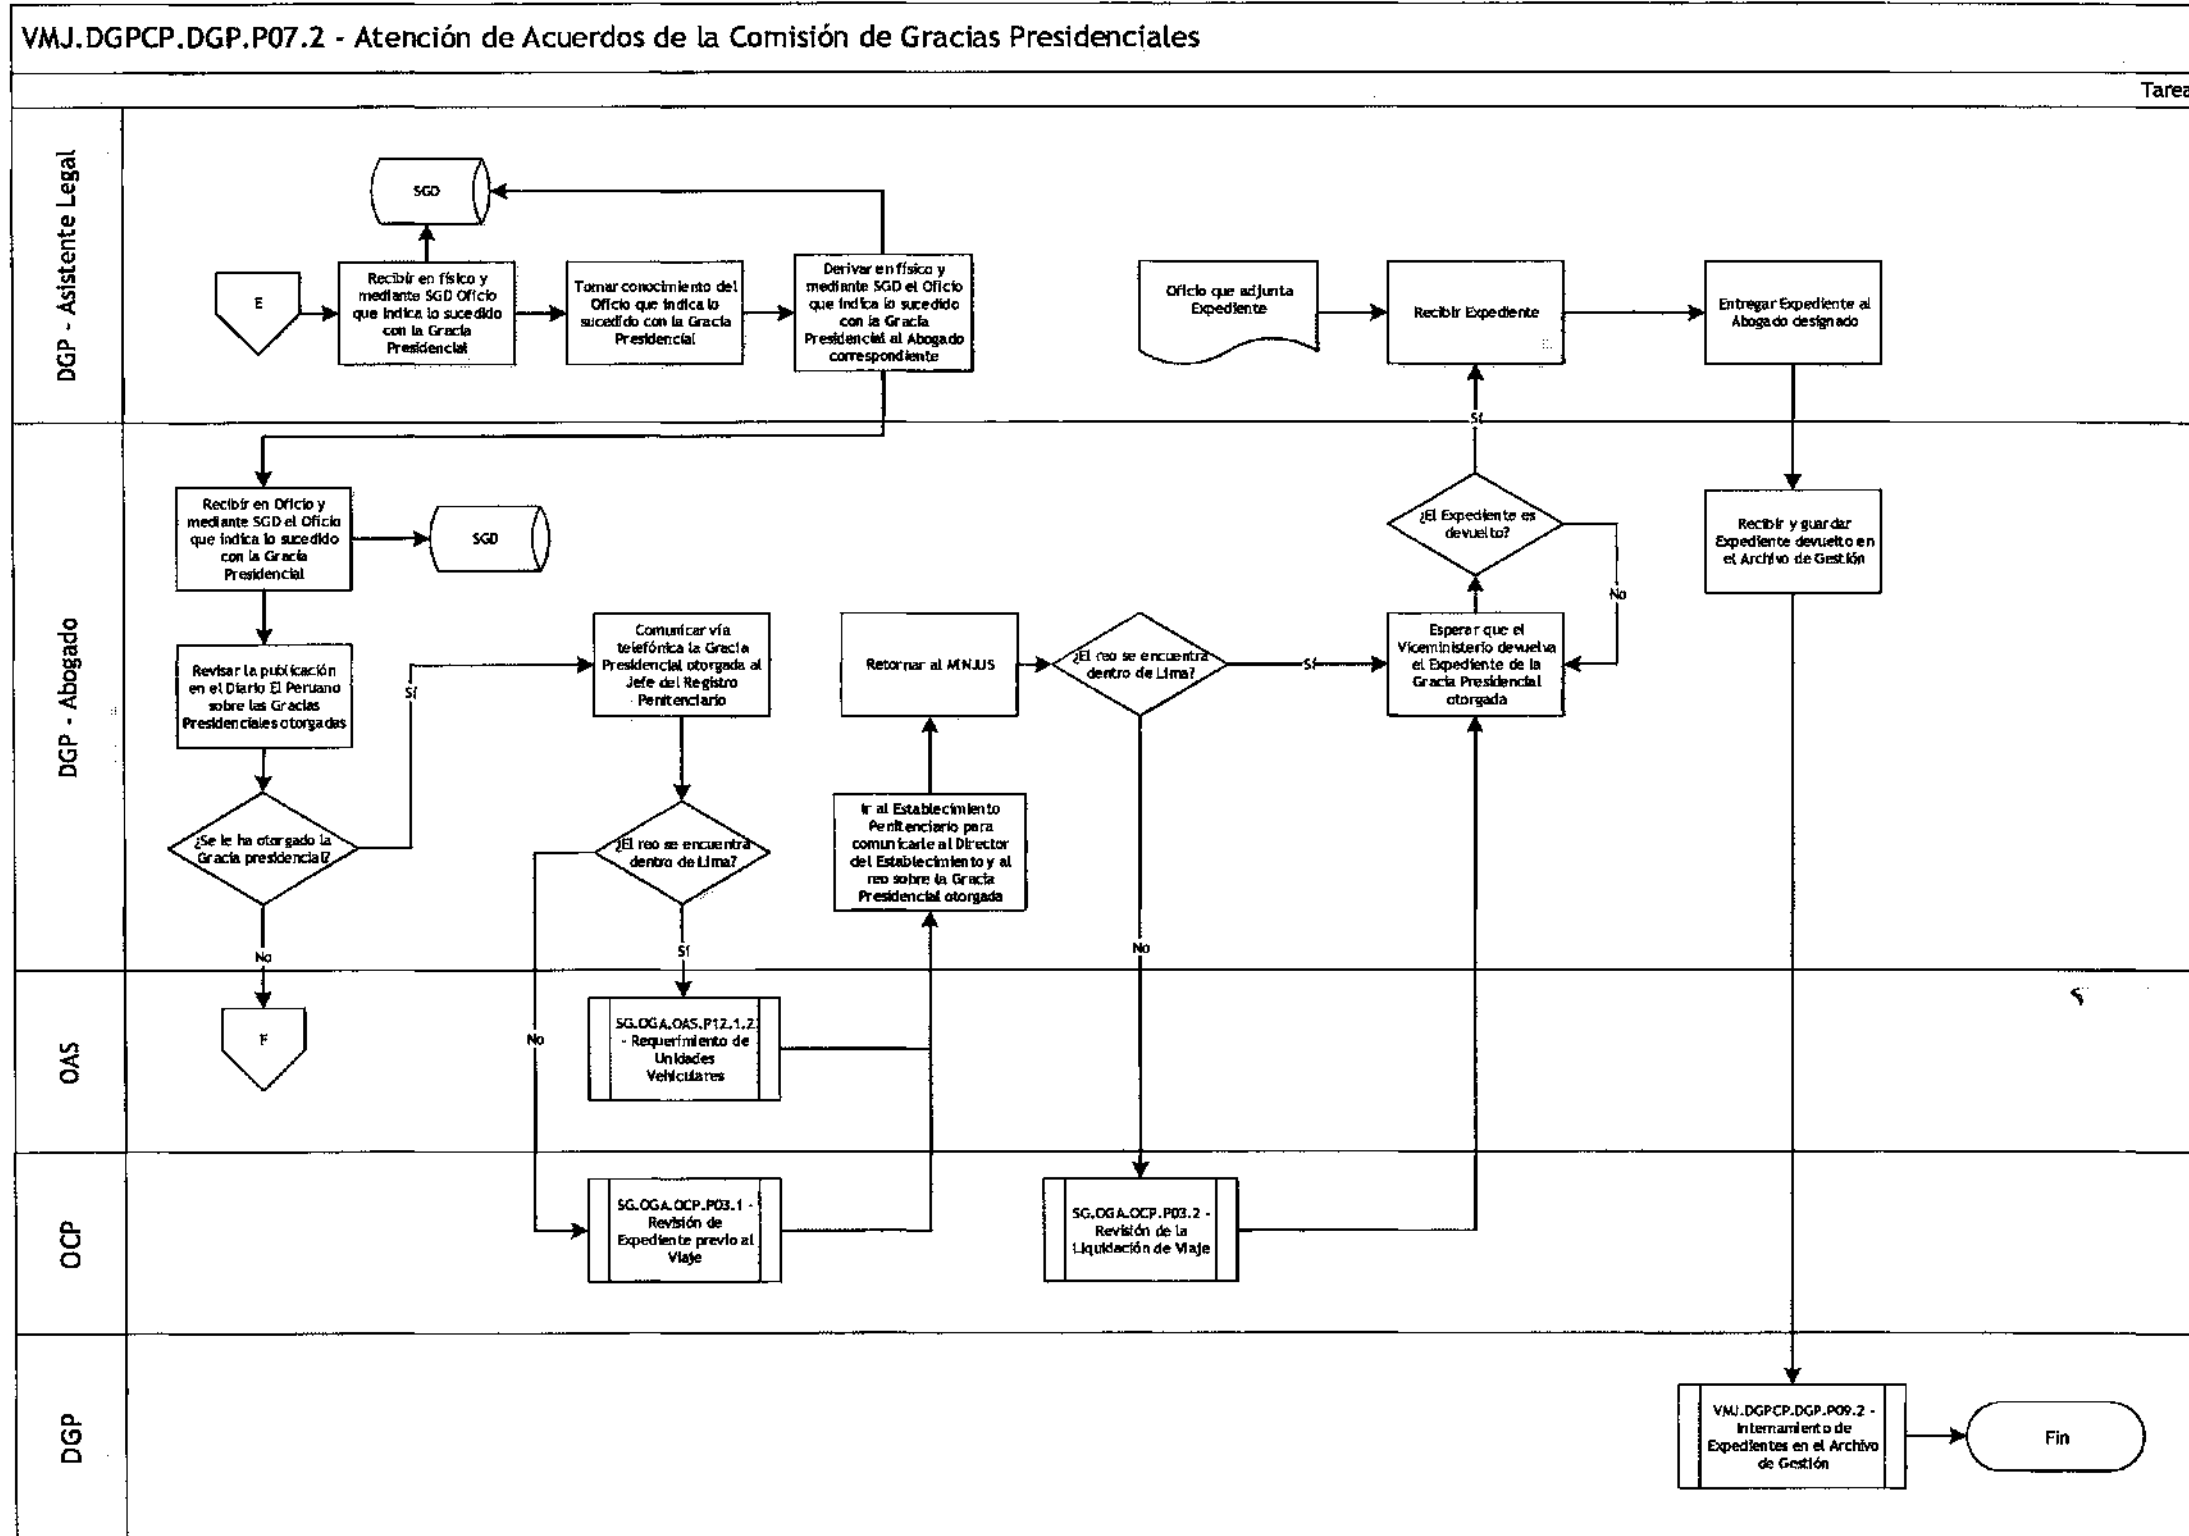 VMJ.DGPCP.DGP.P07.2 - Atención de Acuerdos de la Comisión de Gracias Presidenciales
Tarea
DGP - Asistente Legal
SGD
E
Recibir en físico y
mediante SGD Oficio
que indica lo sucedido
con la Gracia
Presidencial
Tomar conocimiento del
Oficio que indica lo
sucedido con la Gracia
Presidencial
Derivar en físico y
mediante SGD el Oficio
que indica lo sucedido
con la Gracia
Presidencial al Abogado
correspondiente
Oficio que adjunta
Expediente
Recibir Expediente
Entregar Expediente al
Abogado designado
Sí
DGP - Abogado
Recibir en Oficio y
mediante SGD el Oficio
que indica lo sucedido
con la Gracia
Presidencial
SGD
¿El Expediente es
devuelto?
No
Recibir y guardar
Expediente devuelto en
el Archivo de Gestión
Revisar la publicación
en el Diario El Peruano
sobre las Gracias
Presidenciales otorgadas
Sí
Comunicar vía
telefónica la Gracia
Presidencial otorgada al
Jefe del Registro
Penitenciario
Retornar al MINJUS
¿El reo se encuentra
dentro de Lima?
Sí
Esperar que el
Viceministerio devuelva
el Expediente de la
Gracia Presidencial
otorgada
¿Se le ha otorgado la
Gracia presidencial?
¿El reo se encuentra
dentro de Lima?
Ir al Establecimiento
Penitenciario para
comunicarle al Director
del Establecimiento y al
reo sobre la Gracia
Presidencial otorgada
No
Sí
No
OAS
F
No
SG.OGA.OAS.P12.1.2
- Requerimiento de
Unidades
Vehiculares
OCP
SG.OGA.OCP.P03.1 -
Revisión de
Expediente previo al
Viaje
SG.OGA.OCP.P03.2 -
Revisión de la
Liquidación de Viaje
DGP
VMJ.DGPCP.DGP.P09.2 -
Internamiento de
Expedientes en el Archivo
de Gestión
Fin